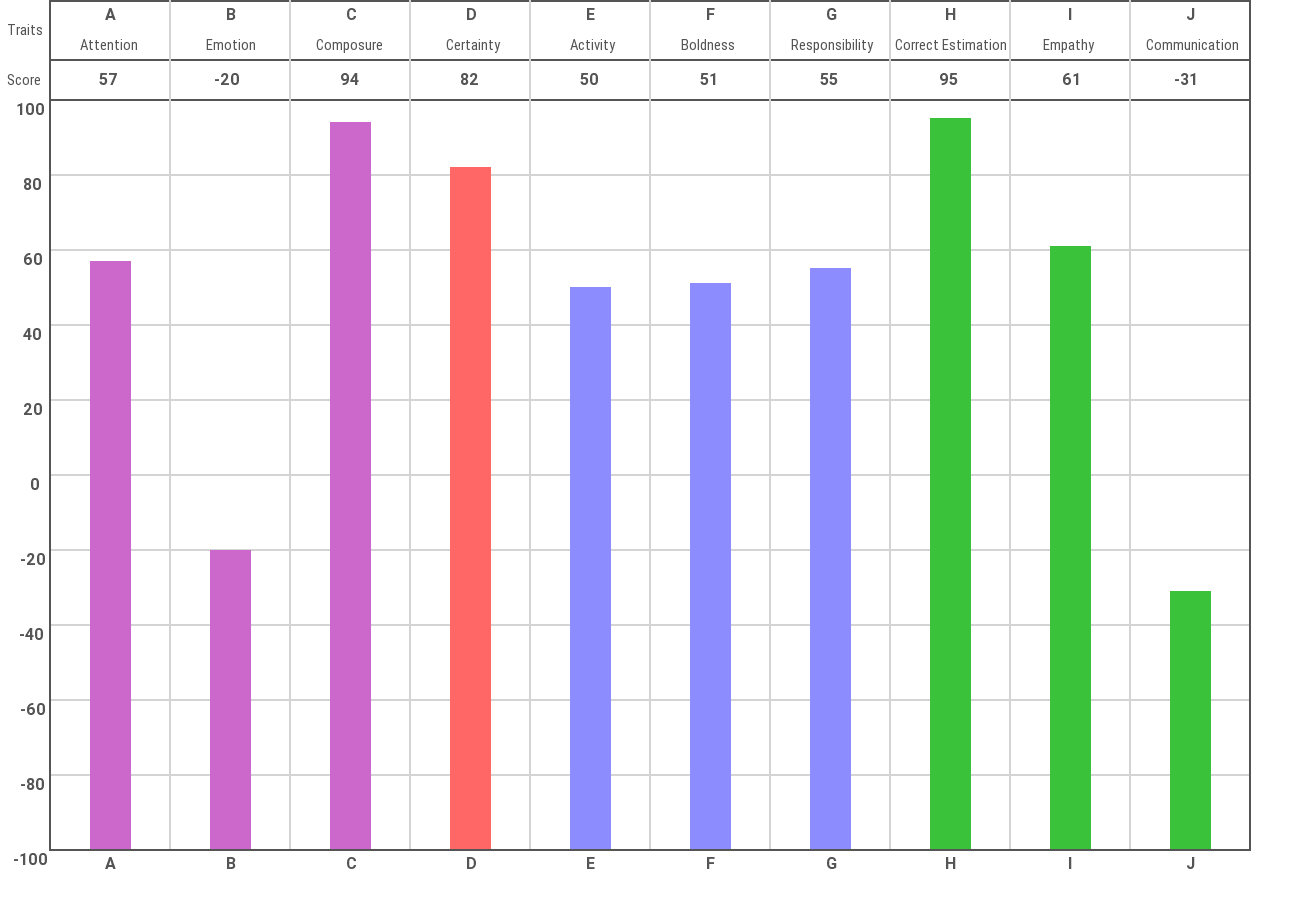 A B C D E F G H I J
Traits
Attention Emotion Composure Certainty Activity Boldness Responsibility Correct Estimation Empathy Communication
Score 57 -20 94 82 50 51 55 95 61 -31
100
80
60
40
20
0
-20
-40
-60
-80
-100
A B C D E F G H I J